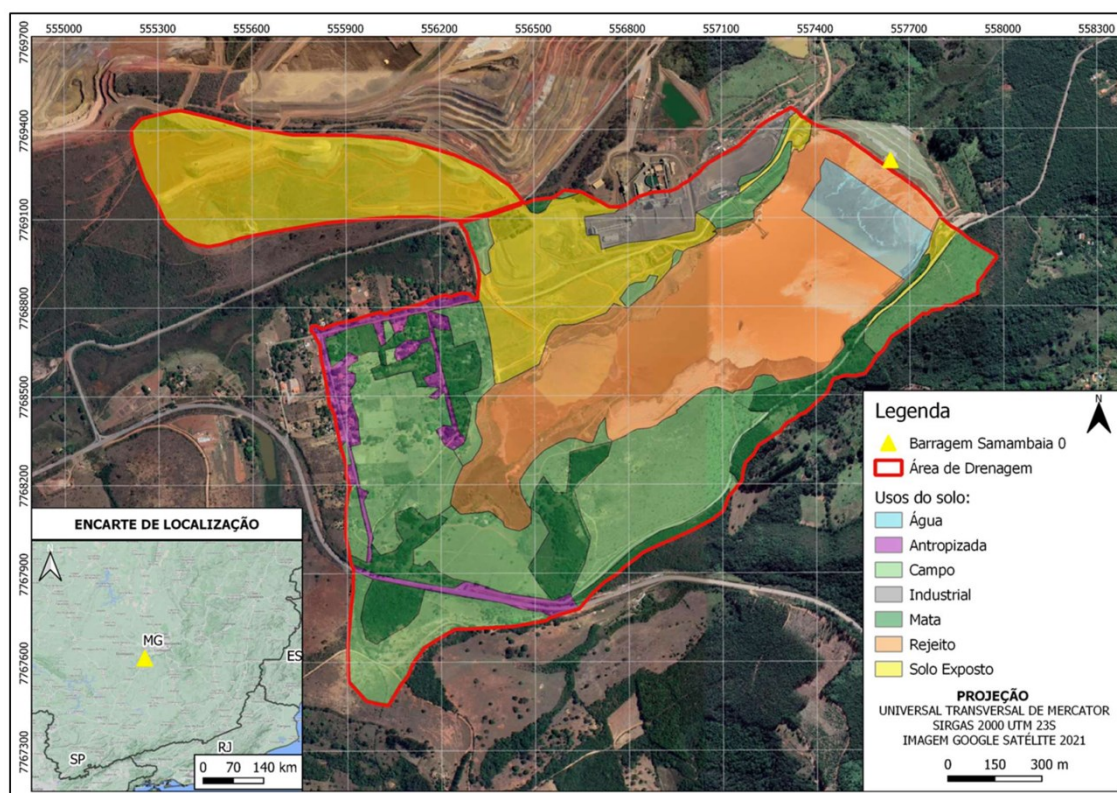 555000 555300 555600 555900 556200 556500 556800 557100 557400 557700 558000 558300
7769700
7769400
7769100
7768800
7768500
7768200
7767900
7767600
7767300
N
Legenda
Barragem Samambaia 0
Área de Drenagem
Usos do solo:
Água
Antropizada
Campo
Industrial
Mata
Rejeito
Solo Exposto
PROJEÇÃO
UNIVERSAL TRANSVERSAL DE MERCATOR
SIRGAS 2000 UTM 23S
IMAGEM GOOGLE SATÉLITE 2021
0 150 300 m
ENCARTE DE LOCALIZAÇÃO
N
MG
ES
SP
RJ
0 70 140 km